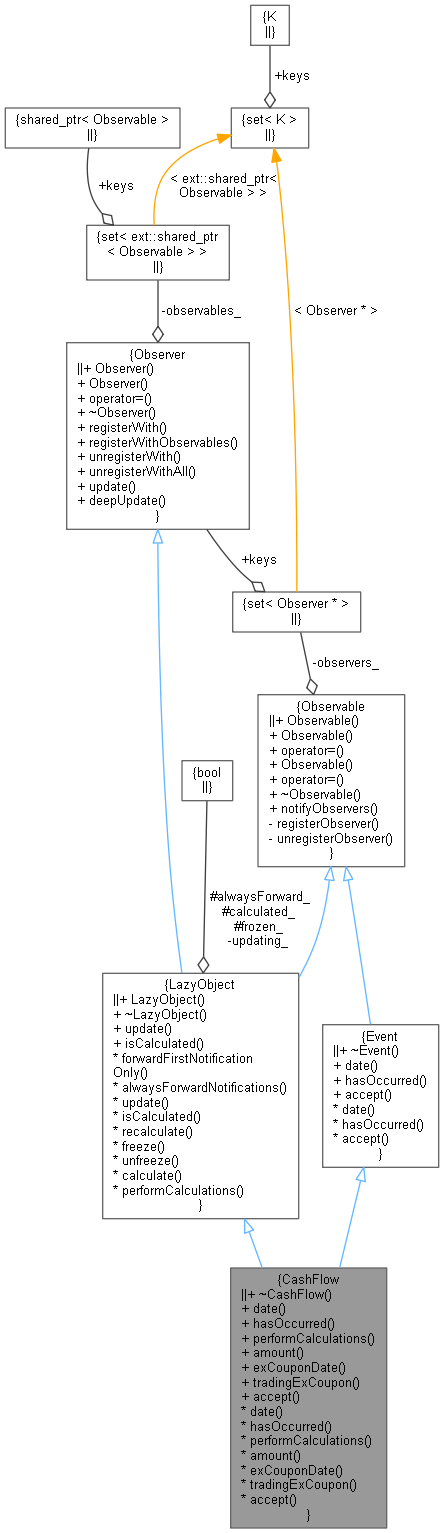 {K
||}
+keys
{shared_ptr< Observable >
||}
{set< K >
||}
+keys
< ext::shared_ptr<
Observable > >
{set< ext::shared_ptr
< Observable > >
||}
-observables_
< Observer * >
{Observer
||+ Observer()
+ Observer()
+ operator=()
+ ~Observer()
+ registerWith()
+ registerWithObservables()
+ unregisterWith()
+ unregisterWithAll()
+ update()
+ deepUpdate()
}
+keys
{set< Observer * >
||}
-observers_
{Observable
||+ Observable()
+ Observable()
+ operator=()
+ Observable()
+ operator=()
+ ~Observable()
+ notifyObservers()
- registerObserver()
- unregisterObserver()
}
{bool
||}
#alwaysForward_
#calculated_
#frozen_
-updating_
{LazyObject
||+ LazyObject()
+ ~LazyObject()
+ update()
+ isCalculated()
* forwardFirstNotification
Only()
* alwaysForwardNotifications()
* update()
* isCalculated()
* recalculate()
* freeze()
* unfreeze()
* calculate()
* performCalculations()
}
{Event
||+ ~Event()
+ date()
+ hasOccurred()
+ accept()
* date()
* hasOccurred()
* accept()
}
{CashFlow
||+ ~CashFlow()
+ date()
+ hasOccurred()
+ performCalculations()
+ amount()
+ exCouponDate()
+ tradingExCoupon()
+ accept()
* date()
* hasOccurred()
* performCalculations()
* amount()
* exCouponDate()
* tradingExCoupon()
* accept()
}